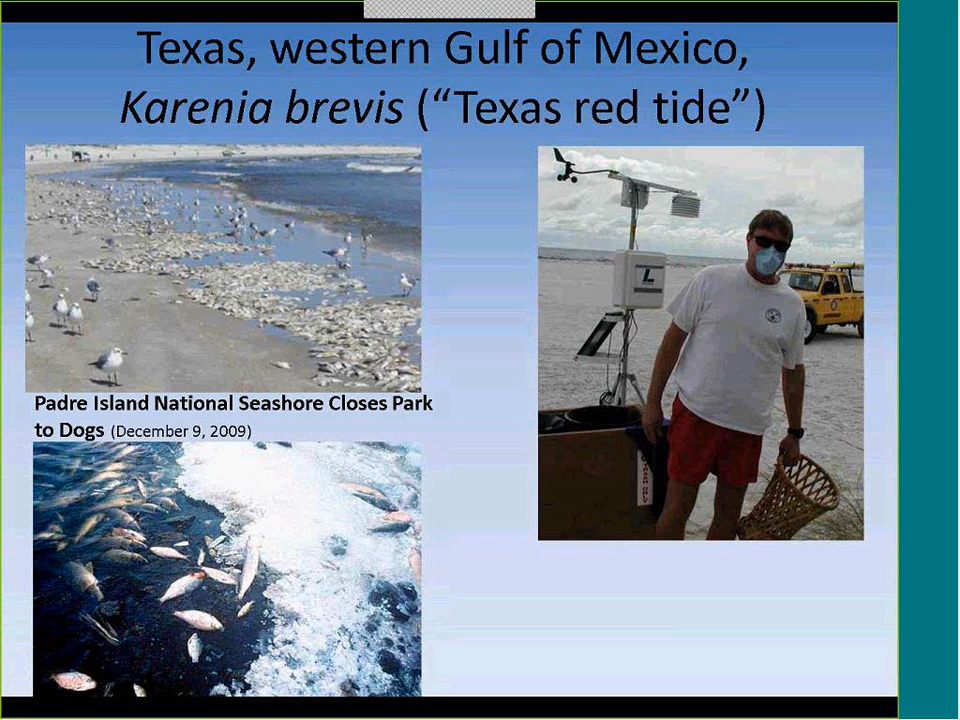 Texas, western Gulf of Mexico,
Karenia brevis (“Texas red tide”)
Padre Island National Seashore Closes Park
to Dogs (December 9, 2009)
L